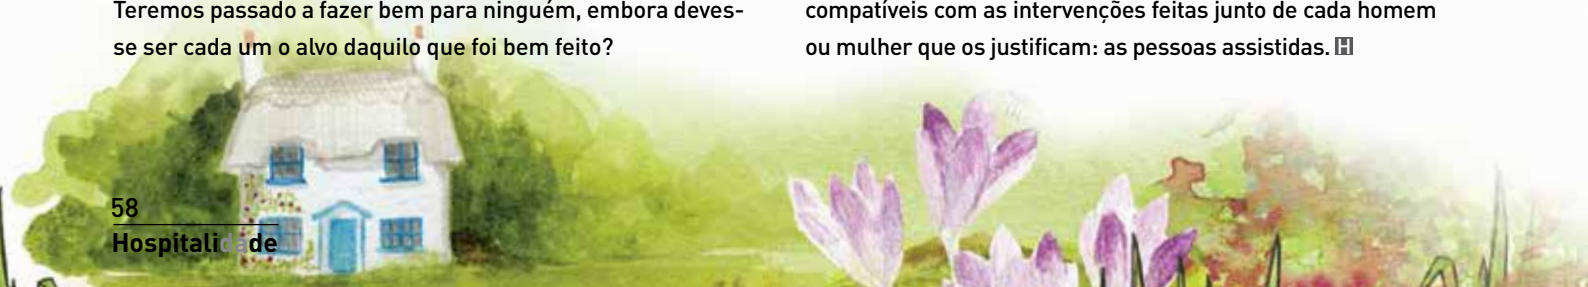 Teremos passado a fazer bem para ninguém, embora deves-
se ser cada um o alvo daquilo que foi bem feito?
compatíveis com as intervenções feitas junto de cada homem
ou mulher que os justificam: as pessoas assistidas. H
58
Hospitalidade